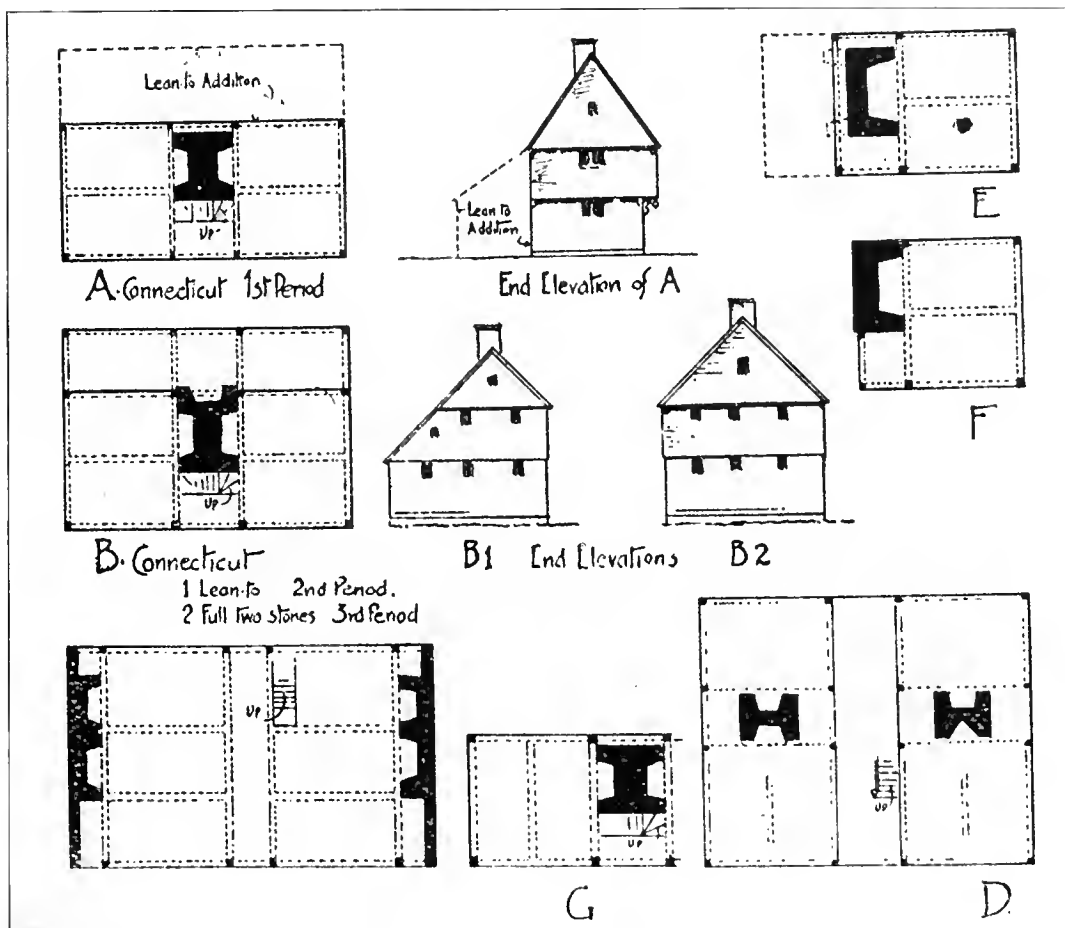 Lean-to Addition
UP
A. Connecticut 1st Period
Lean to
Addition
End Elevation of A
E
F
UP
B. Connecticut
1 Lean-to 2nd Period.
2 Full Two stories 3rd Period
B1 End Elevations B2
UP
UP
G
UP
D.